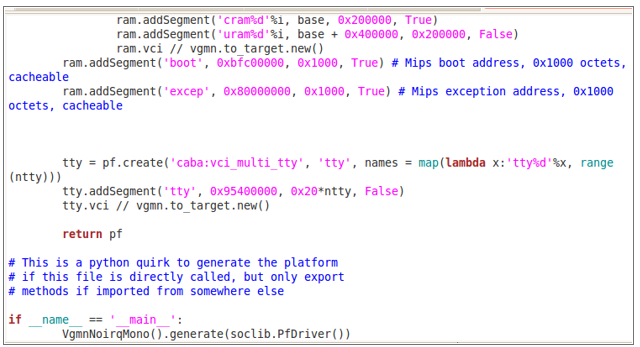 ram.addSegment('cram%d'%i, base, 0x200000, True)
                ram.addSegment('uram%d'%i, base + 0x400000, 0x200000, False)
                ram.vci // vgmn.to_target.new()
        ram.addSegment('boot', 0xbfc00000, 0x1000, True) # Mips boot address, 0x1000 octets,
cacheable
        ram.addSegment('excep', 0x80000000, 0x1000, True) # Mips exception address, 0x1000
octets, cacheable

        tty = pf.create('caba:vci_multi_tty', 'tty', names = map(lambda x:'tty%d'%x, range
(ntty)))
        tty.addSegment('tty', 0x95400000, 0x20*ntty, False)
        tty.vci // vgmn.to_target.new()

        return pf

# This is a python quirk to generate the platform
# if this file is directly called, but only export
# methods if imported from somewhere else

if __name__ == '__main__':
        VgmnNoirqMono().generate(soclib.PfDriver())